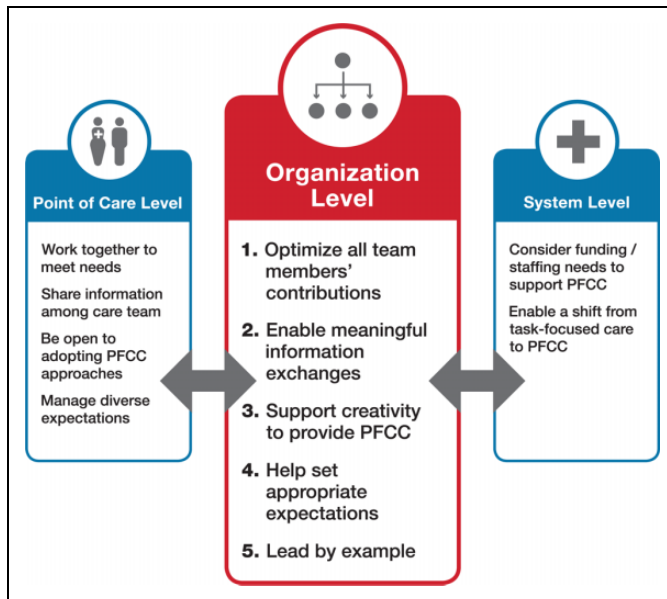 Point of Care Level
Work together to
meet needs
Share information
among care team
Be open to
adopting PFCC
approaches
Manage diverse
expectations
Organization
Level
1. Optimize all team
members’
contributions
2. Enable meaningful
information
exchanges
3. Support creativity
to provide PFCC
4. Help set
appropriate
expectations
5. Lead by example
System Level
Consider funding /
staffing needs to
support PFCC
Enable a shift from
task-focused care
to PFCC